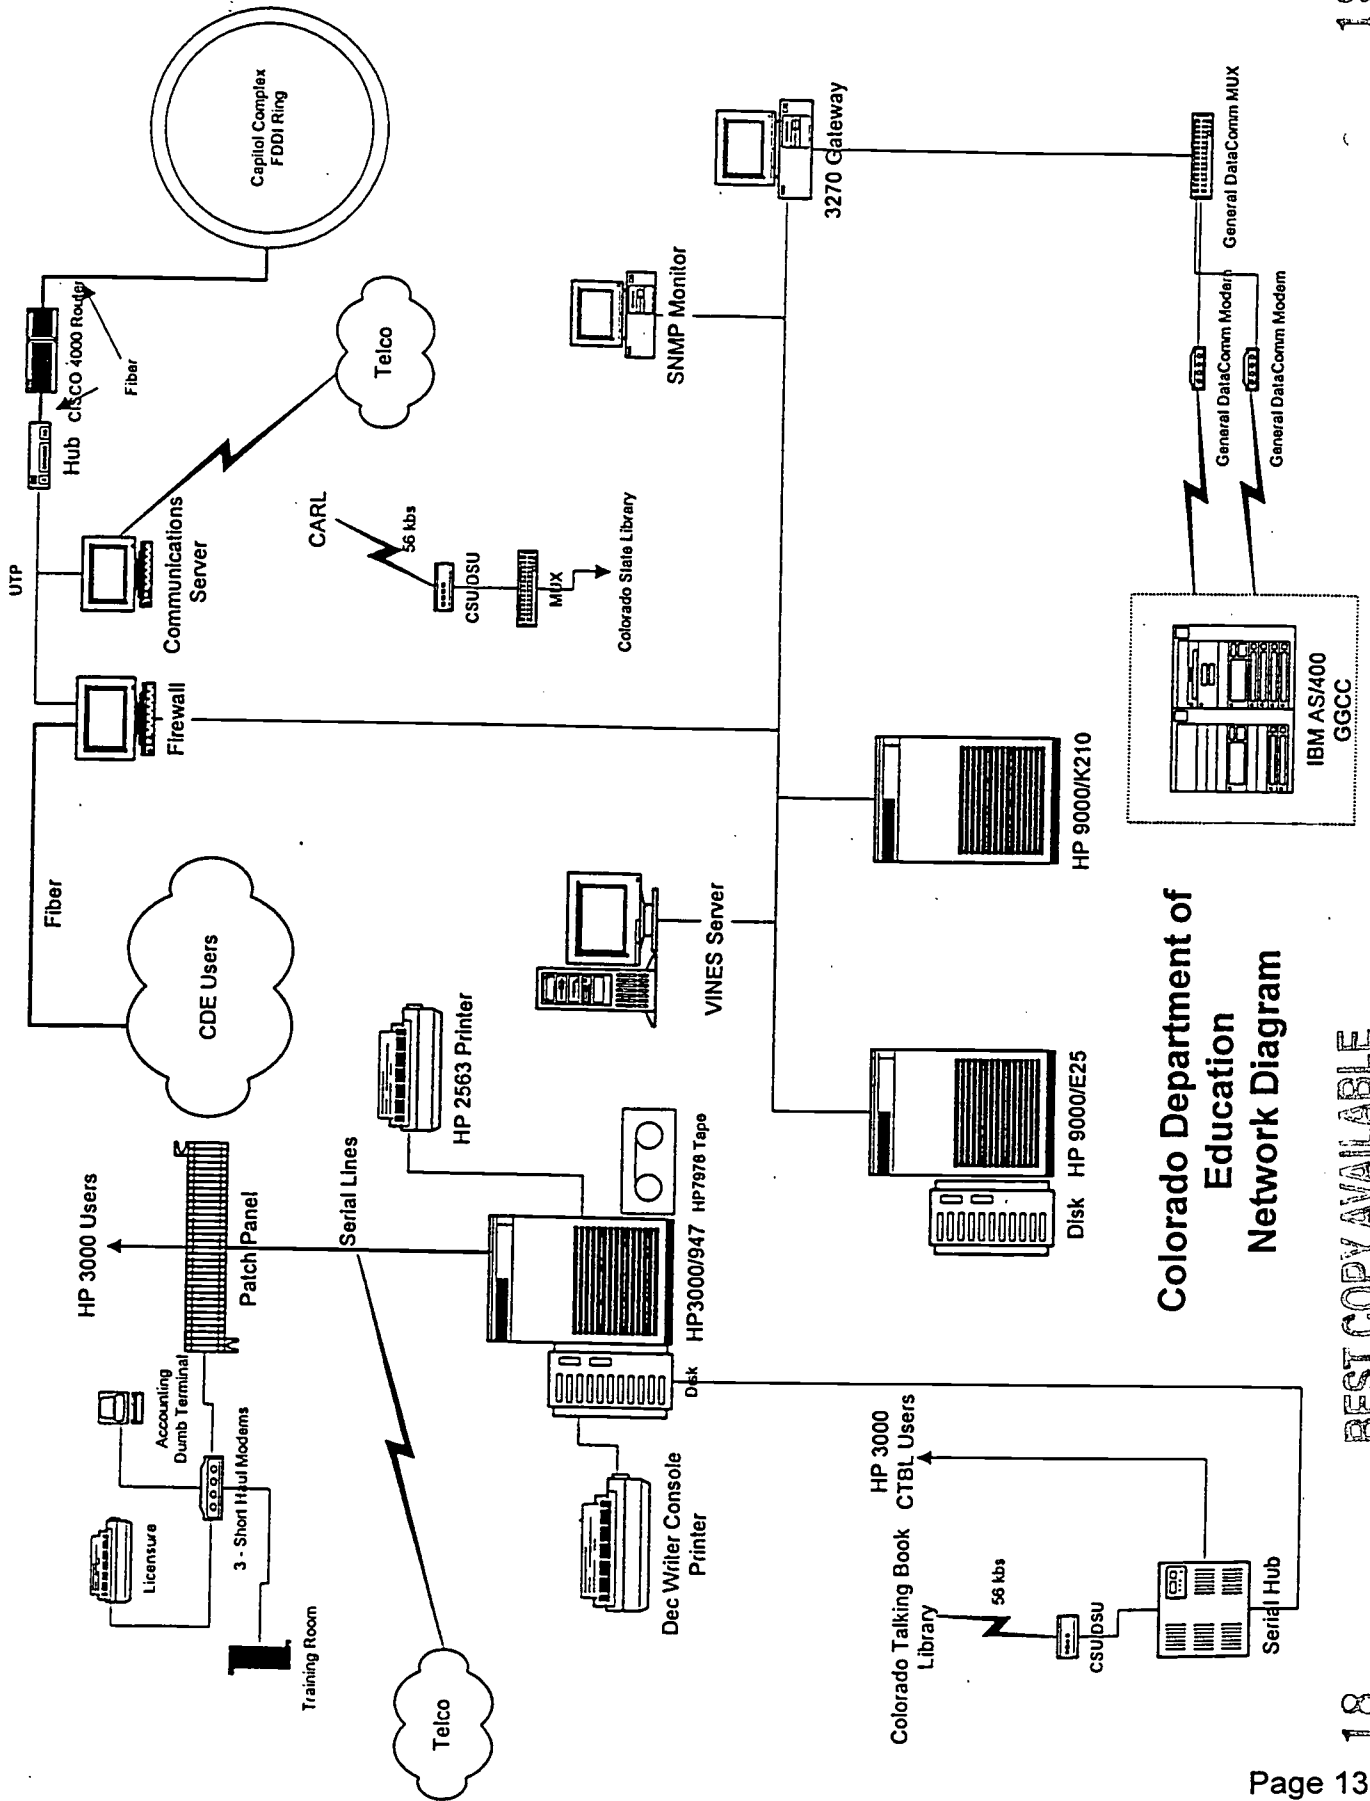 HP 3000 Users
Patch Panel
Accounting
Dumb Terminal
Licensure
3 - Short Haul Modems
Training Room
Serial Lines
Telco
CDE Users
Fiber
Firewall
UTP
Communications
Server
Hub
CISCO 4000 Router
Fiber
Capitol Complex
FDDI Ring
Telco
CARL
56 kbs
CSU/DSU
MUX
Colorado State Library
HP 2563 Printer
HP7978 Tape
HP3000/947
Disk
Dec Writer Console
Printer
VINES Server
SNMP Monitor
3270 Gateway
HP 9000/K210
HP 9000/E25
Disk
HP 3000
CTBL Users
Colorado Talking Book
Library
56 kbs
CSU/DSU
Serial Hub
General DataComm MUX
General DataComm Modem
General DataComm Modem
IBM AS/400
GGCC
Colorado Department of
Education
Network Diagram
BEST COPY AVAILABLE
18
Page 13